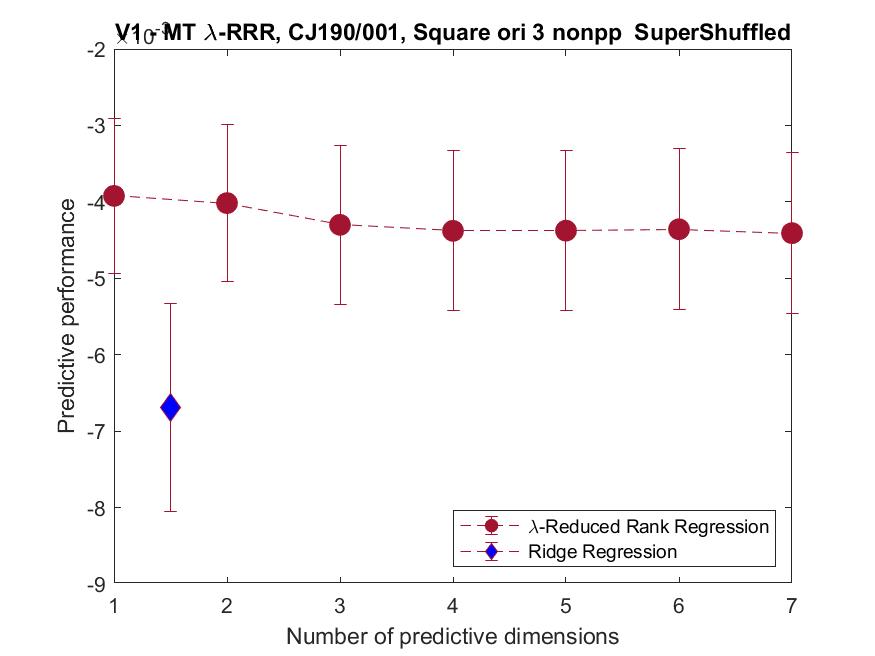 V1 - MT λ-RRR, CJ190/001, Square ori 3 nonpp SuperShuffled
×10⁻³
-2
-3
-4
-5
-6
-7
-8
-9
Predictive performance
λ-Reduced Rank Regression
Ridge Regression
1 2 3 4 5 6 7
Number of predictive dimensions